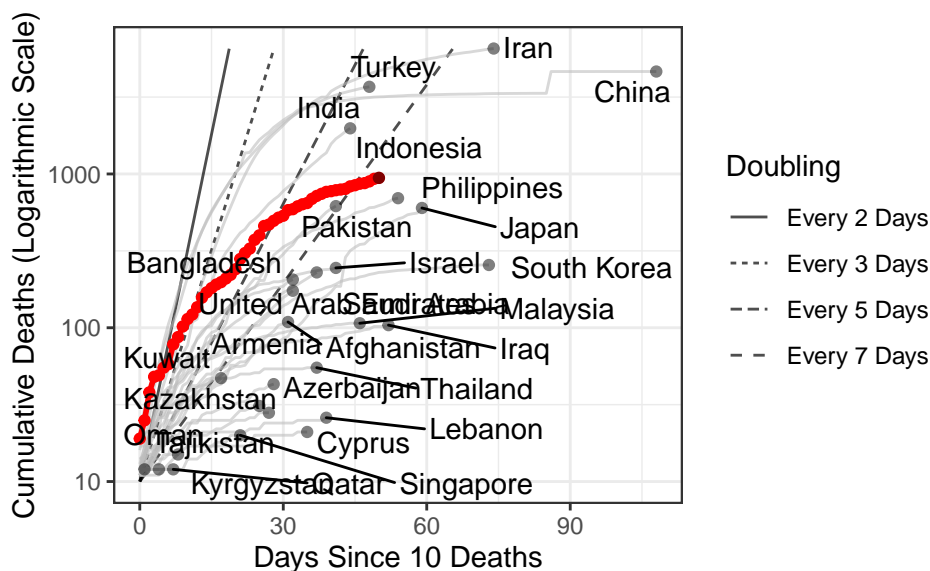 Cumulative Deaths (Logarithmic Scale)
Iran
Turkey
China
India
Indonesia
1000
Philippines
Pakistan
Japan
Bangladesh
Israel
South Korea
United Arab Emirates
Saudi Arabia
Malaysia
100
Armenia
Afghanistan
Iraq
Kuwait
Azerbaijan
Thailand
Kazakhstan
Lebanon
Oman
Tajikistan
Cyprus
10
Kyrgyzstan
Qatar
Singapore
0
30
60
90
Days Since 10 Deaths
Doubling
Every 2 Days
Every 3 Days
Every 5 Days
Every 7 Days